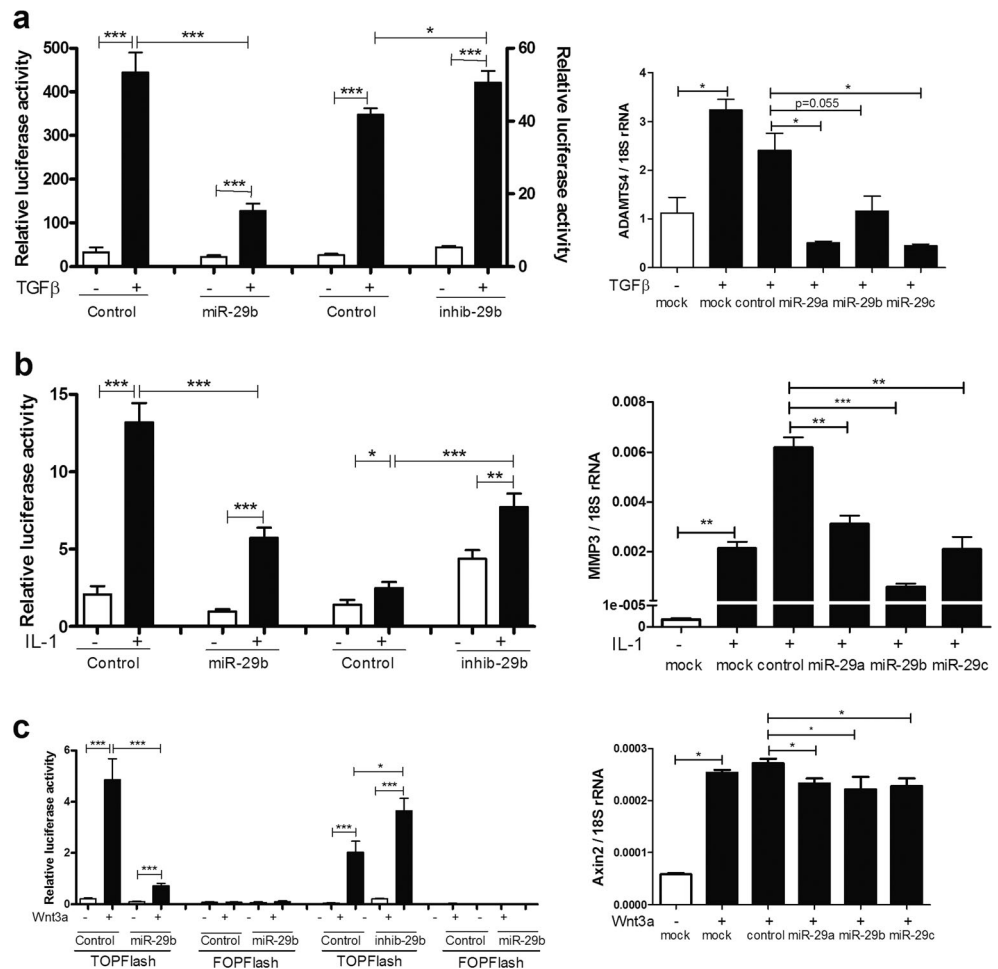 a
*** *** * ***
*** ***
500 400 300 200 100 0
Relative luciferase activity
60 40 20 0
Relative luciferase activity
TGFβ - + - + - + - +
Control miR-29b Control inhib-29b
* * p=0.055 *
4 3 2 1 0
ADAMTS4 / 18S rRNA
TGFβ - + + + + +
mock mock control miR-29a miR-29b miR-29c
b
*** *** * *** **
***
15 10 5 0
Relative luciferase activity
IL-1 - + - + - + - +
Control miR-29b Control inhib-29b
** ** *** **
0.008 0.006 0.004 0.002 1e-005 0
MMP3 / 18S rRNA
IL-1 - + + + + +
mock mock control miR-29a miR-29b miR-29c
c
*** *** * ***
*** ***
6 4 2 0
Relative luciferase activity
Wnt3a - + - + - + - + - + - + - + - +
Control miR-29b Control miR-29b Control inhib-29b Control miR-29b
TOPFlash FOPFlash TOPFlash FOPFlash
* * * *
0.0003 0.0002 0.0001 0.0000
Axin2 / 18S rRNA
Wnt3a - + + + + +
mock mock control miR-29a miR-29b miR-29c